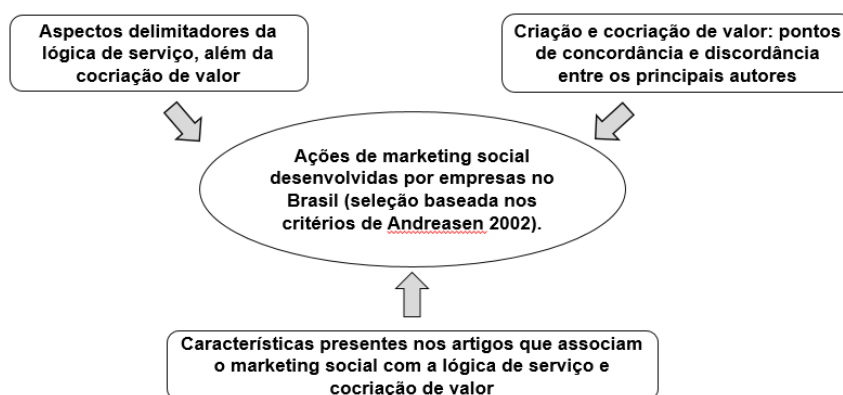 Aspectos delimitadores da
lógica de serviço, além da
cocriação de valor
Criação e cocriação de valor: pontos
de concordância e discordância
entre os principais autores
Ações de marketing social
desenvolvidas por empresas no
Brasil (seleção baseada nos
critérios de Andreasen 2002).
Características presentes nos artigos que associam
o marketing social com a lógica de serviço e
cocriação de valor